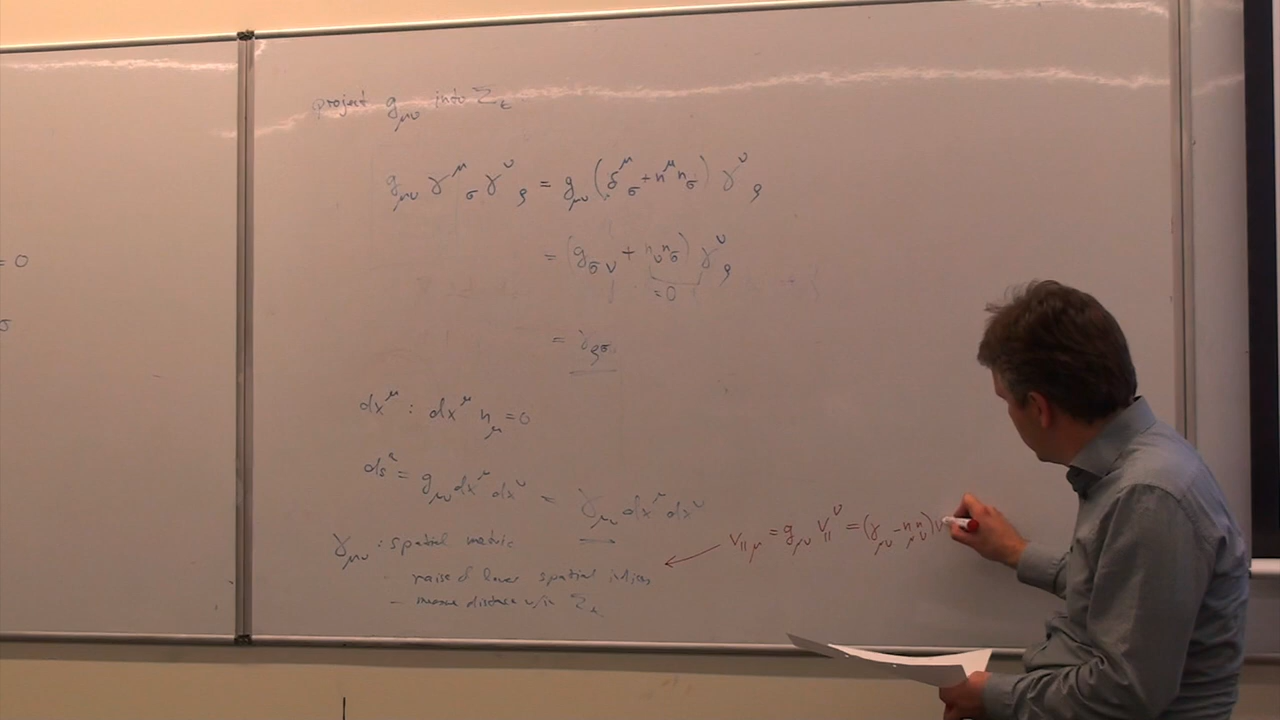 = 0
σ
project g_μν into Σ_t
g_μν γ^μ_σ γ^ν_ρ = g_μν (δ^μ_σ + n^μ n_σ) γ^ν_ρ
= (g_σν + n_ν n_σ) γ^ν_ρ
= 0
= γ_ρσ
dx^μ : dx^μ n_μ = 0
ds² = g_μν dx^μ dx^ν = γ_μν dx^μ dx^ν
γ_μν : spatial metric
- raise & lower spatial indices
- measure distance w/in Σ_t
v_∥μ = g_μν v_∥^ν = (γ_μν - n_μ n_ν) v